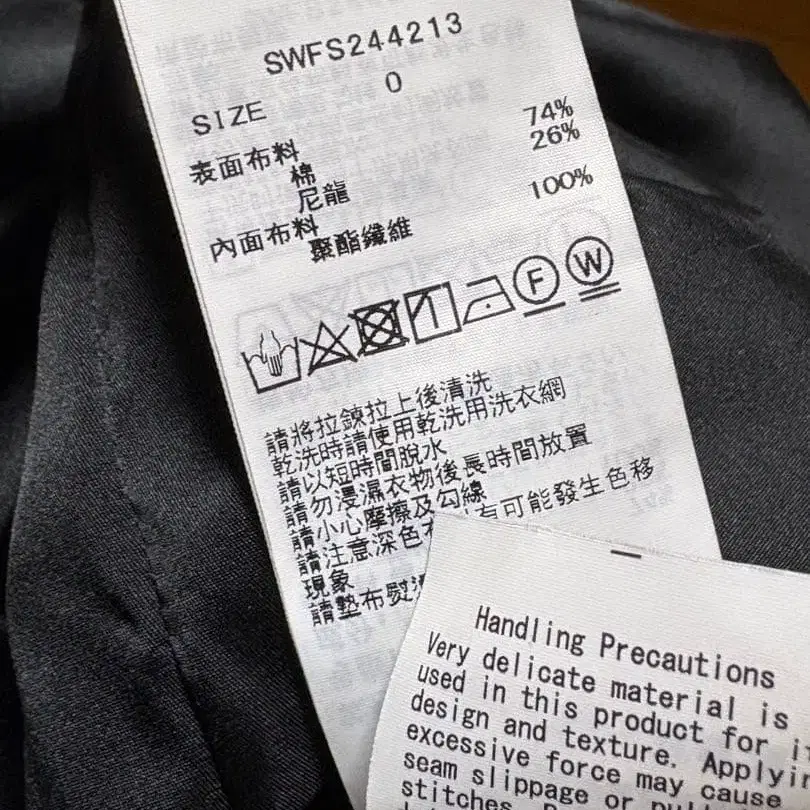 SWFS244213
SIZE 0
表面布料
棉 74%
尼龍 26%
內面布料
聚酯纖維 100%
F W
請將拉鍊拉上後清洗
乾洗時請使用乾洗用洗衣網
請以短時間脫水
請勿浸濕衣物後長時間放置
請小心摩擦及勾線
請注意深色 有可能發生色移
現象
請墊布熨
Handling Precautions
Very delicate material is
used in this product for
design and texture.
excessive force may cause
seam slippage or
stitches.